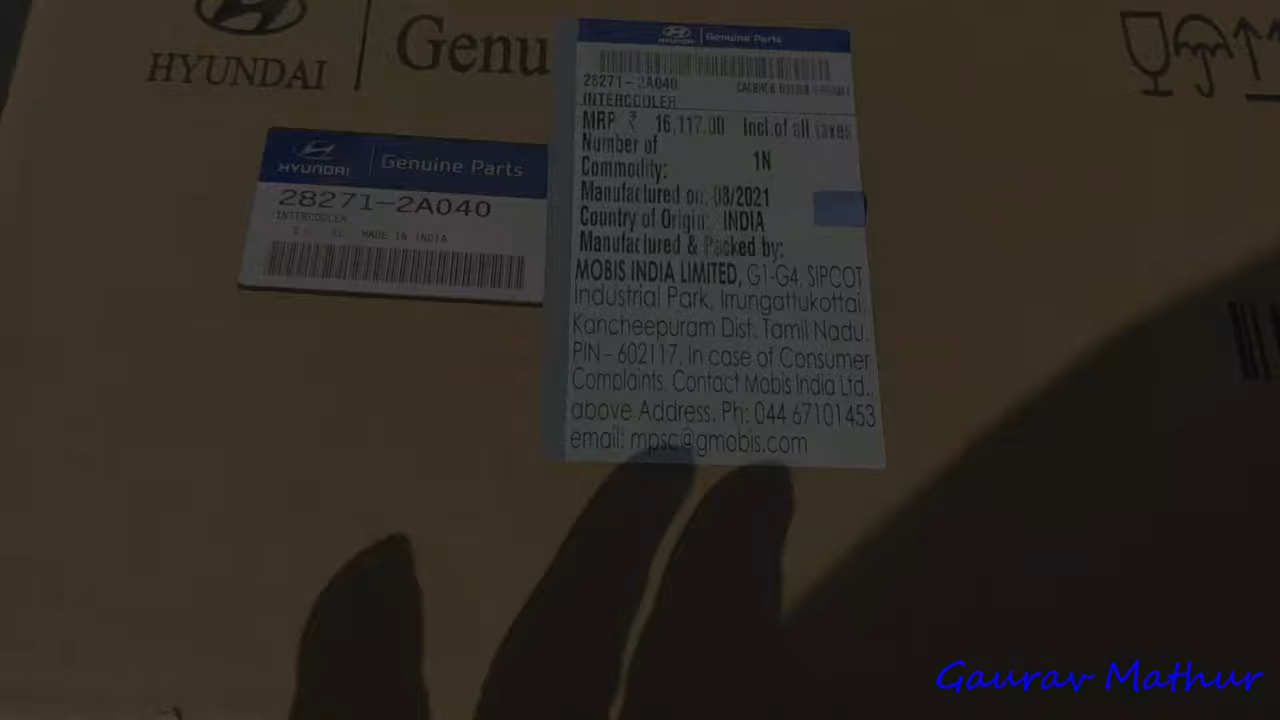 HYUNDAI
Genu
HYUNDAI Genuine Parts
28271-2A040
INTERCOOLER
MADE IN INDIA
Genuine Parts
28271-2A040
INTERCOOLER
MRP ₹ 16,117.00 Incl.of all taxes
Number of
Commodity: 1N
Manufactured on: 08/2021
Country of Origin: INDIA
Manufactured & Packed by:
MOBIS INDIA LIMITED, G1-G4, SIPCOT
Industrial Park, Irrungattukottai,
Kancheepuram Dist. Tamil Nadu,
PIN - 602117, In case of Consumer
Complaints, Contact Mobis India Ltd.,
above Address. Ph: 044 67101453
email: mpsc@gmobis.com
Gaurav Mathur